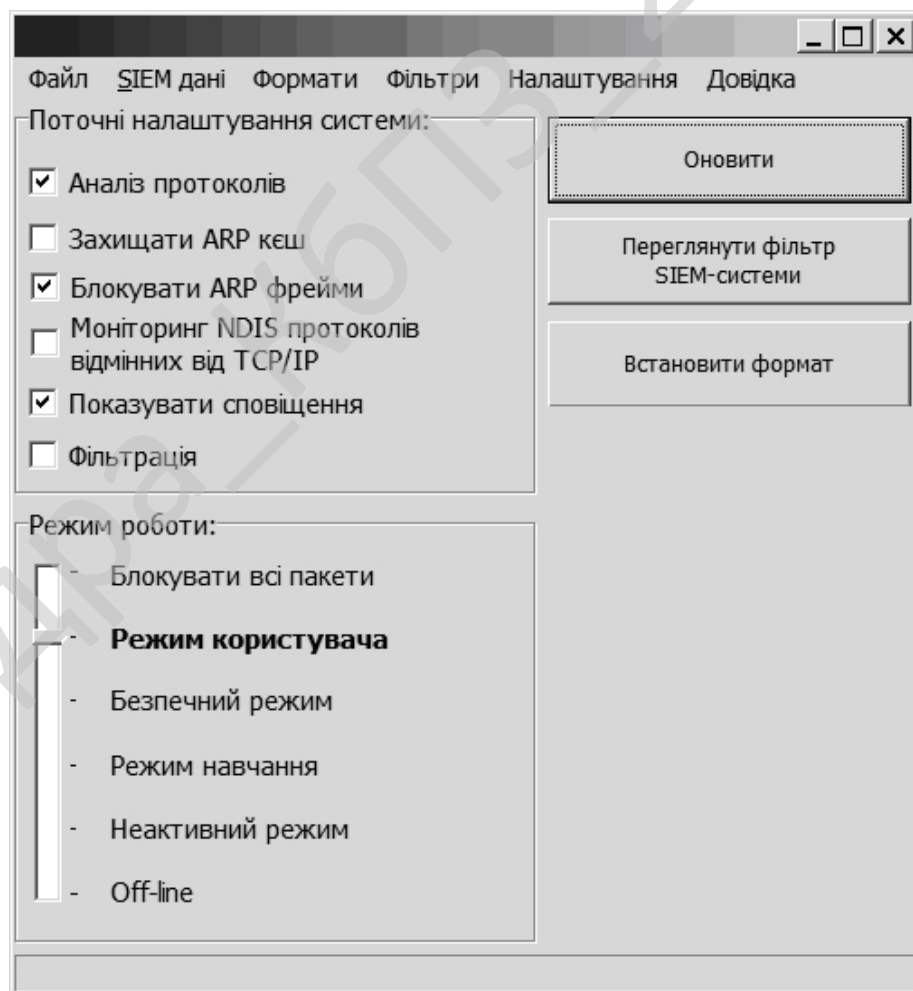 Файл SIEM дані Формати Фільтри Налаштування Довідка
Поточні налаштування системи:
Аналіз протоколів
Захищати ARP кєш
Блокувати ARP фрейми
Моніторинг NDIS протоколів
відмінних від TCP/IP
Показувати сповіщення
Фільтрація
Оновити
Переглянути фільтр
SIEM-системи
Встановити формат
Режим роботи:
Блокувати всі пакети
Режим користувача
Безпечний режим
Режим навчання
Неактивний режим
Off-line